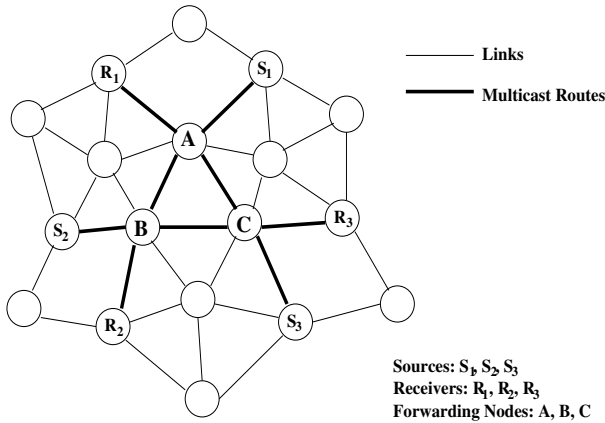 R1
S1
Links
Multicast Routes
A
S2
B
C
R3
R2
S3
Sources: S1, S2, S3
Receivers: R1, R2, R3
Forwarding Nodes: A, B, C